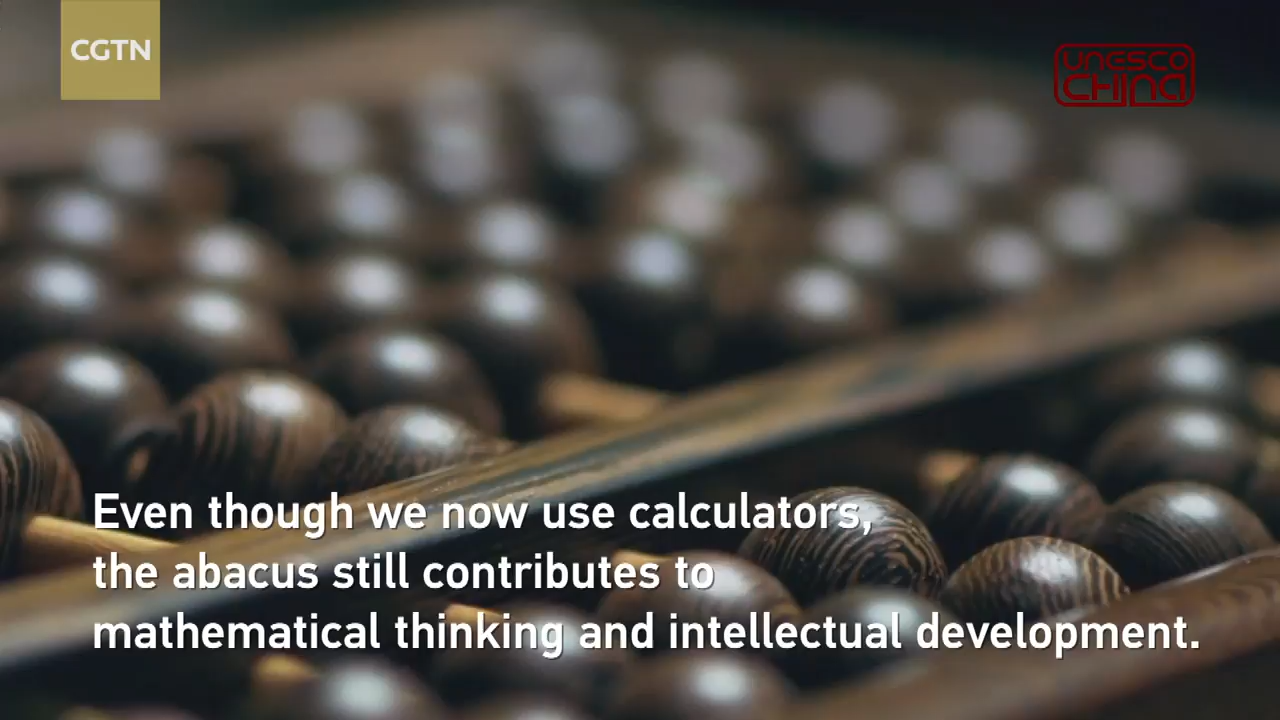 CGTN
UNESCO
CHINA
Even though we now use calculators,
the abacus still contributes to
mathematical thinking and intellectual development.